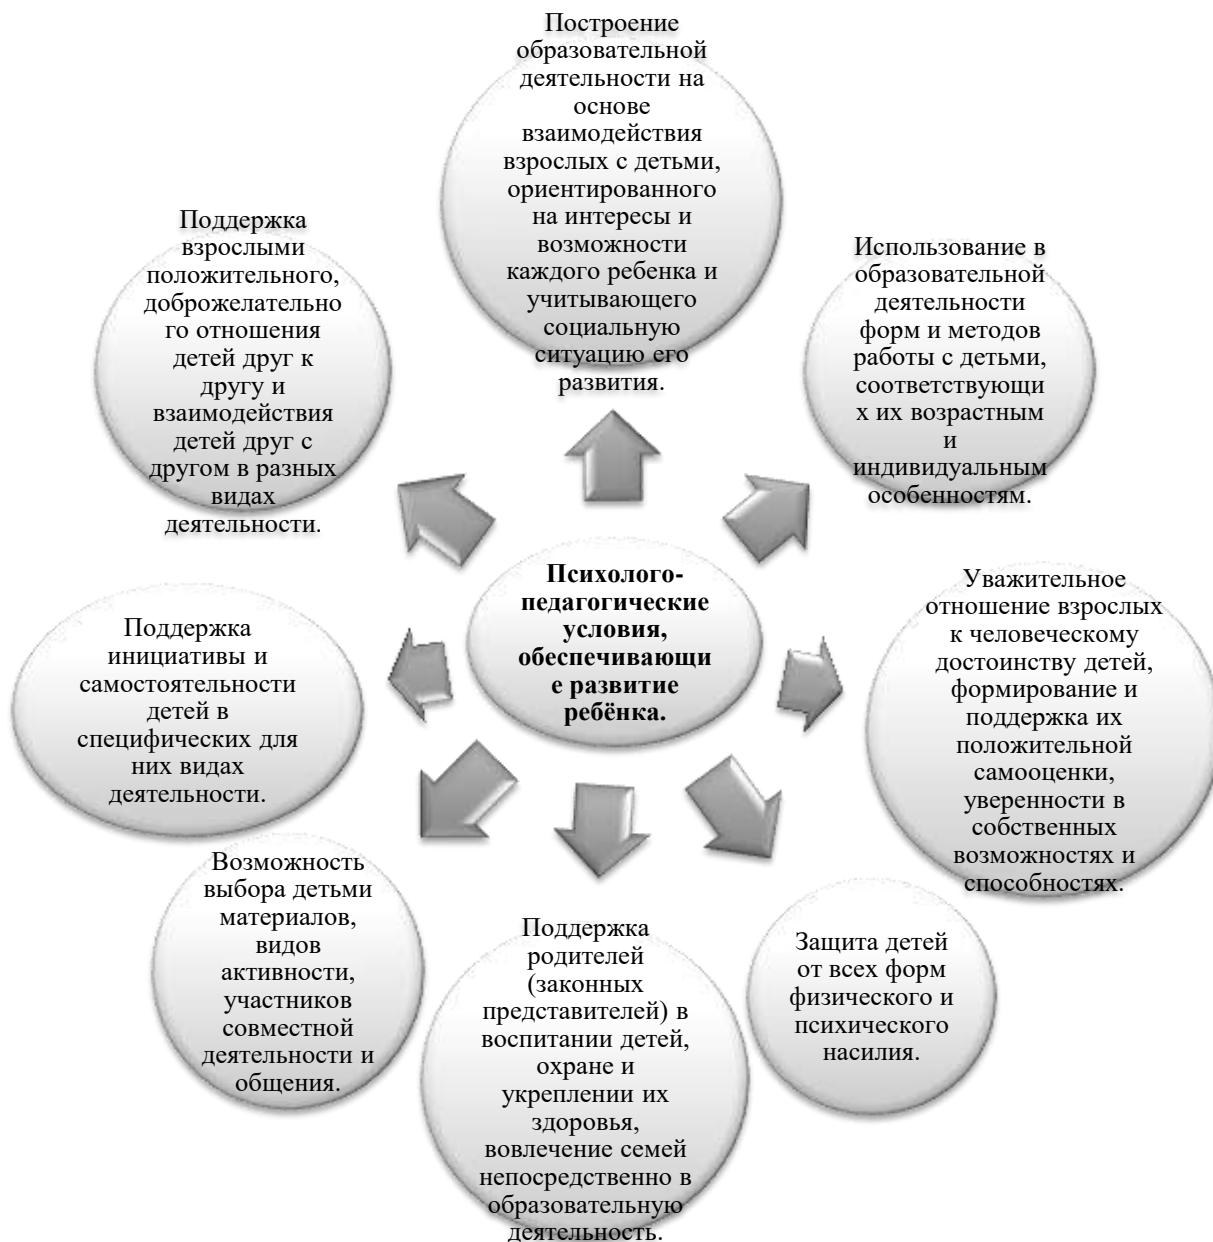 Построение
образовательной
деятельности на
основе
взаимодействия
взрослых с детьми,
ориентированного
на интересы и
возможности
каждого ребенка и
учитывающего
социальную
ситуацию его
развития.
Использование в
образовательной
деятельности
форм и методов
работы с детьми,
соответствующи
х их возрастным
и
индивидуальным
особенностям.
Уважительное
отношение взрослых
к человеческому
достоинству детей,
формирование и
поддержка их
положительной
самооценки,
уверенности в
собственных
возможностях и
способностях.
Защита детей
от всех форм
физического и
психического
насилия.
Поддержка
родителей
(законных
представителей) в
воспитании детей,
охране и
укреплении их
здоровья,
вовлечение семей
непосредственно в
образовательную
деятельность.
Возможность
выбора детьми
материалов,
видов
активности,
участников
совместной
деятельности и
общения.
Поддержка
инициативы и
самостоятельности
детей в
специфических для
них видах
деятельности.
Поддержка
взрослыми
положительного,
доброжелательно
го отношения
детей друг к
другу и
взаимодействия
детей друг с
другом в разных
видах
деятельности.
Психолого-
педагогические
условия,
обеспечивающи
е развитие
ребёнка.